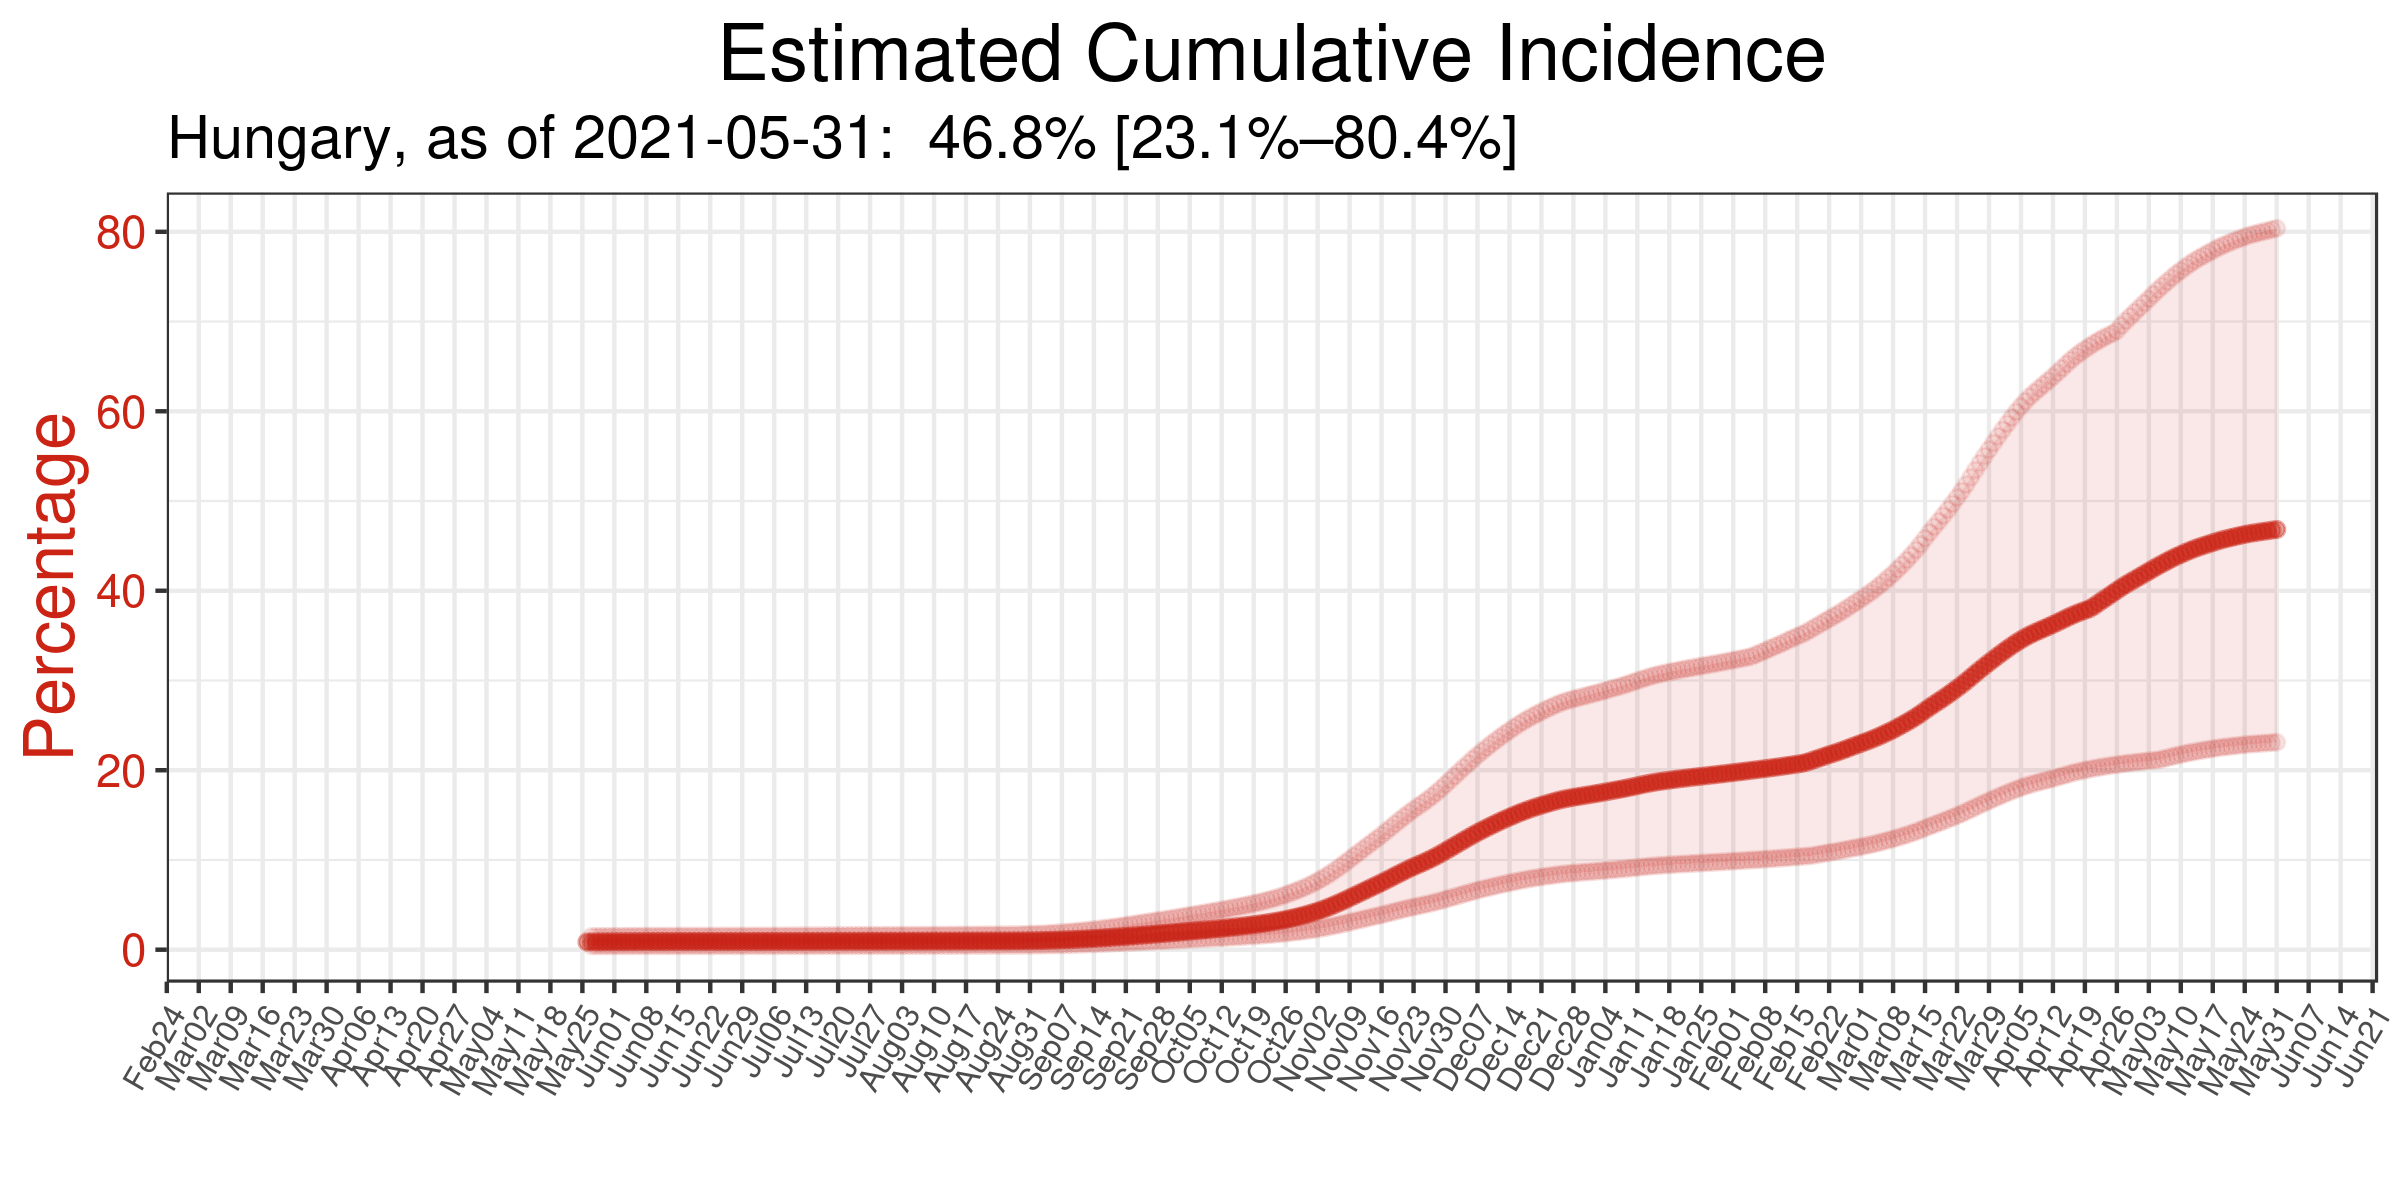 Estimated Cumulative Incidence
Hungary, as of 2021-05-31:  46.8% [23.1%–80.4%]
Percentage
80
60
40
20
0
Feb24
Mar02
Mar09
Mar16
Mar23
Mar30
Apr06
Apr13
Apr20
Apr27
May04
May11
May18
May25
Jun01
Jun08
Jun15
Jun22
Jun29
Jul06
Jul13
Jul20
Jul27
Aug03
Aug10
Aug17
Aug24
Aug31
Sep07
Sep14
Sep21
Sep28
Oct05
Oct12
Oct19
Oct26
Nov02
Nov09
Nov16
Nov23
Nov30
Dec07
Dec14
Dec21
Dec28
Jan04
Jan11
Jan18
Jan25
Feb01
Feb08
Feb15
Feb22
Mar01
Mar08
Mar15
Mar22
Mar29
Apr05
Apr12
Apr19
Apr26
May03
May10
May17
May24
May31
Jun07
Jun14
Jun21